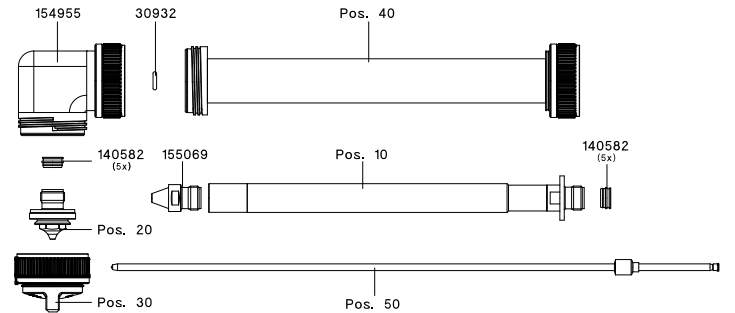 154955
30932
Pos. 40
140582
(5x)
155069
Pos. 10
140582
(5x)
Pos. 20
Pos. 30
Pos. 50